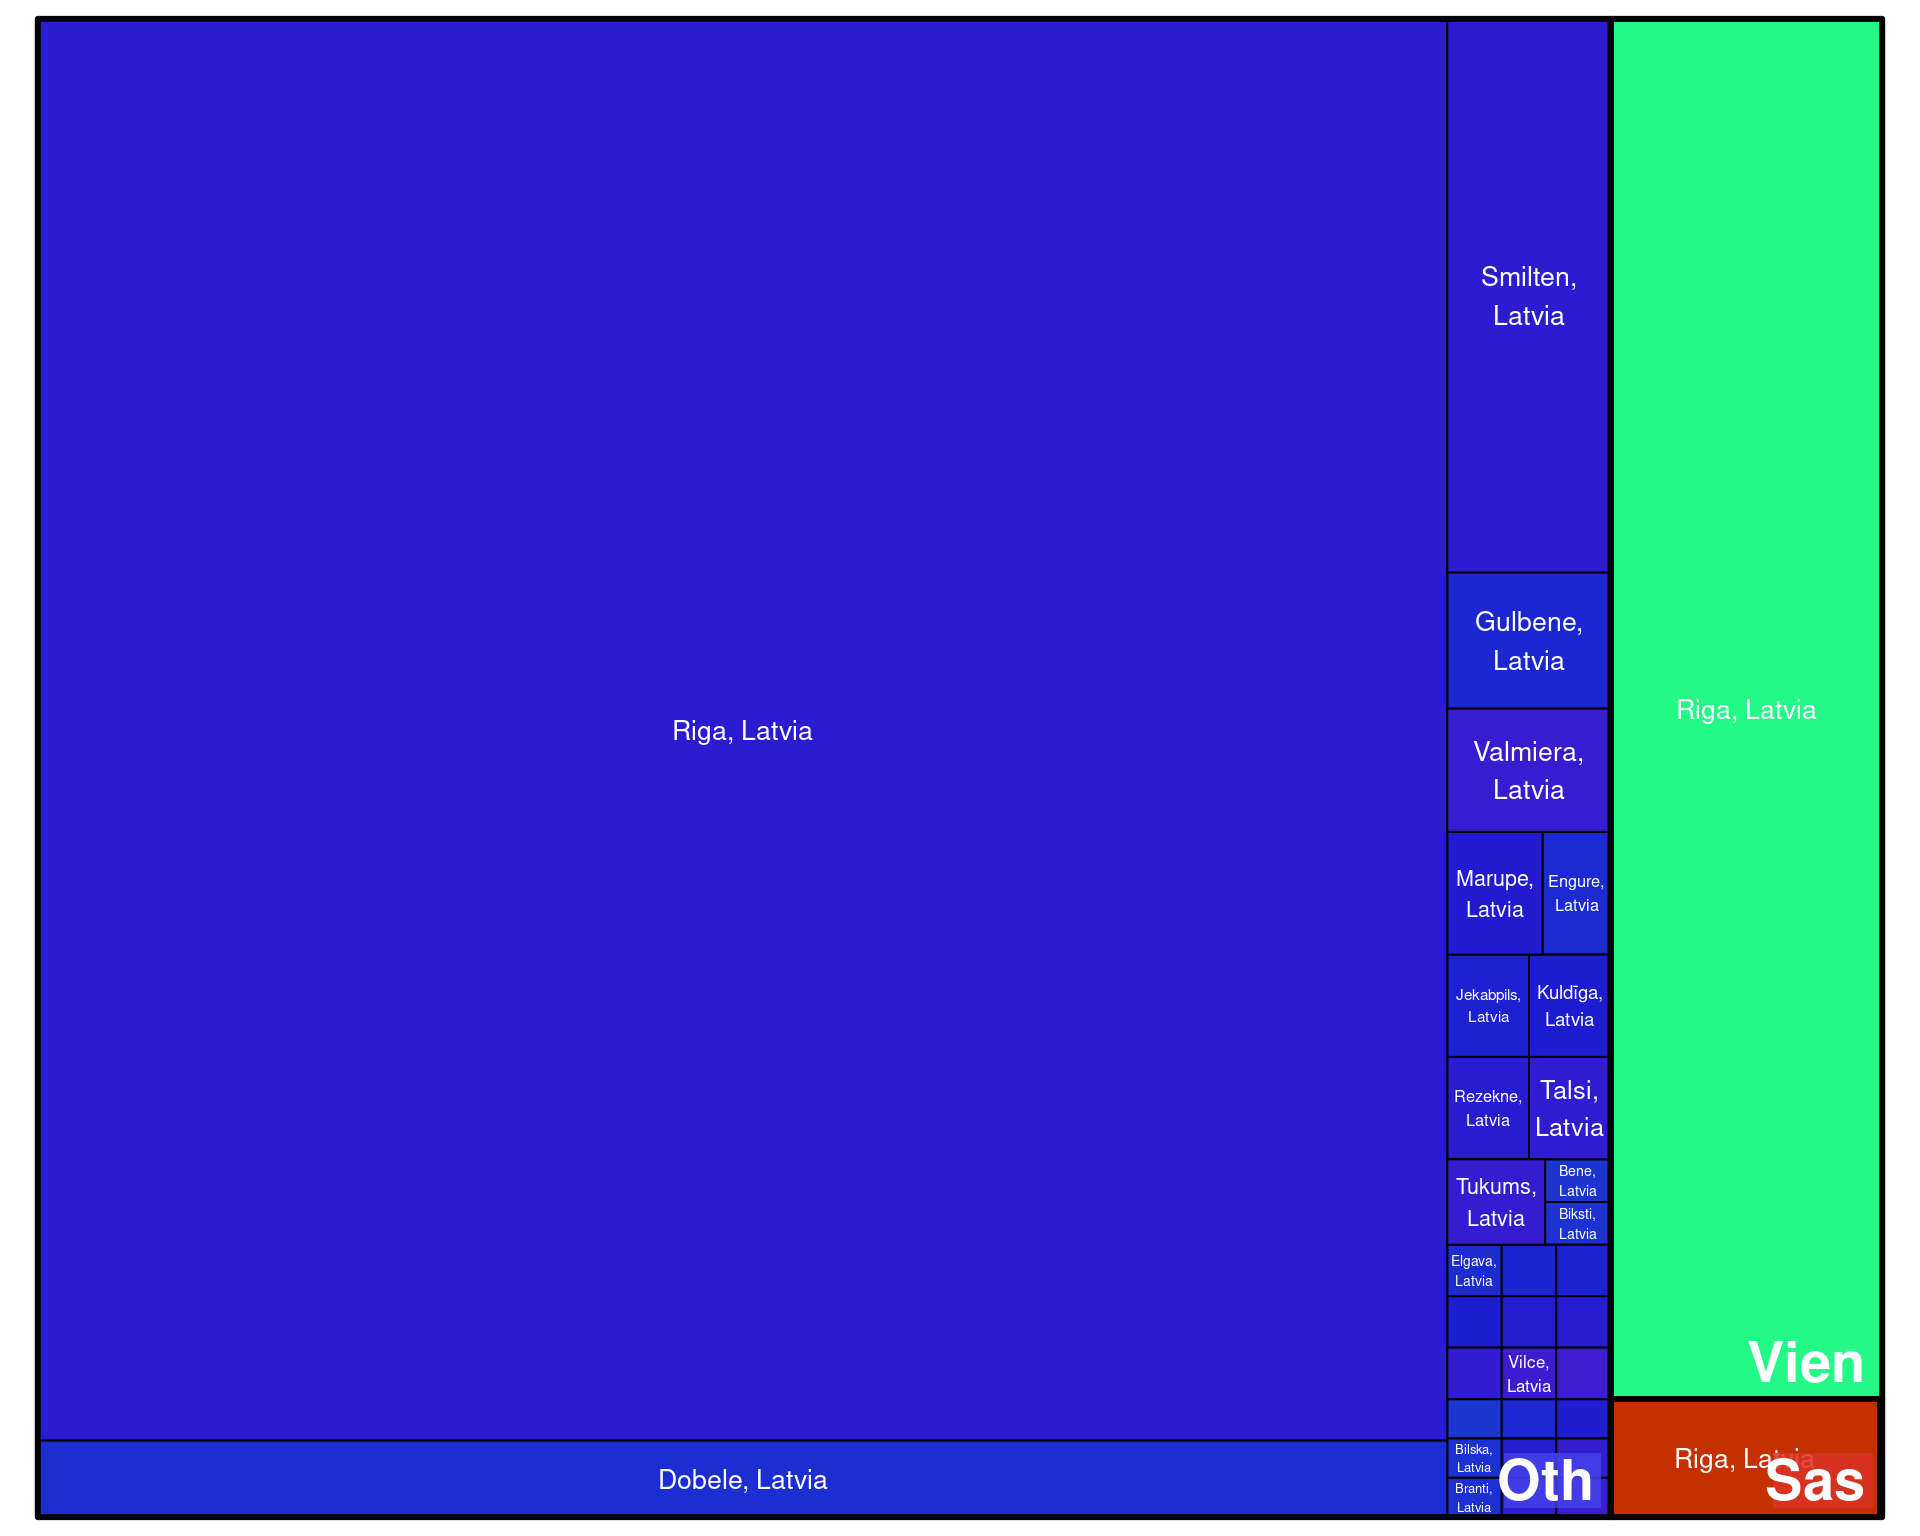 Riga, Latvia
Dobele, Latvia
Smilten,
Latvia
Gulbene,
Latvia
Valmiera,
Latvia
Marupe,
Latvia
Engure,
Latvia
Jekabpils,
Latvia
Kuldīga,
Latvia
Rezekne,
Latvia
Talsi,
Latvia
Tukums,
Latvia
Bene,
Latvia
Biksti,
Latvia
Elgava,
Latvia
Vilce,
Latvia
Bilska,
Latvia
Branti,
Latvia
Oth
Riga, Latvia
Vien
Riga, Latvia
Sas